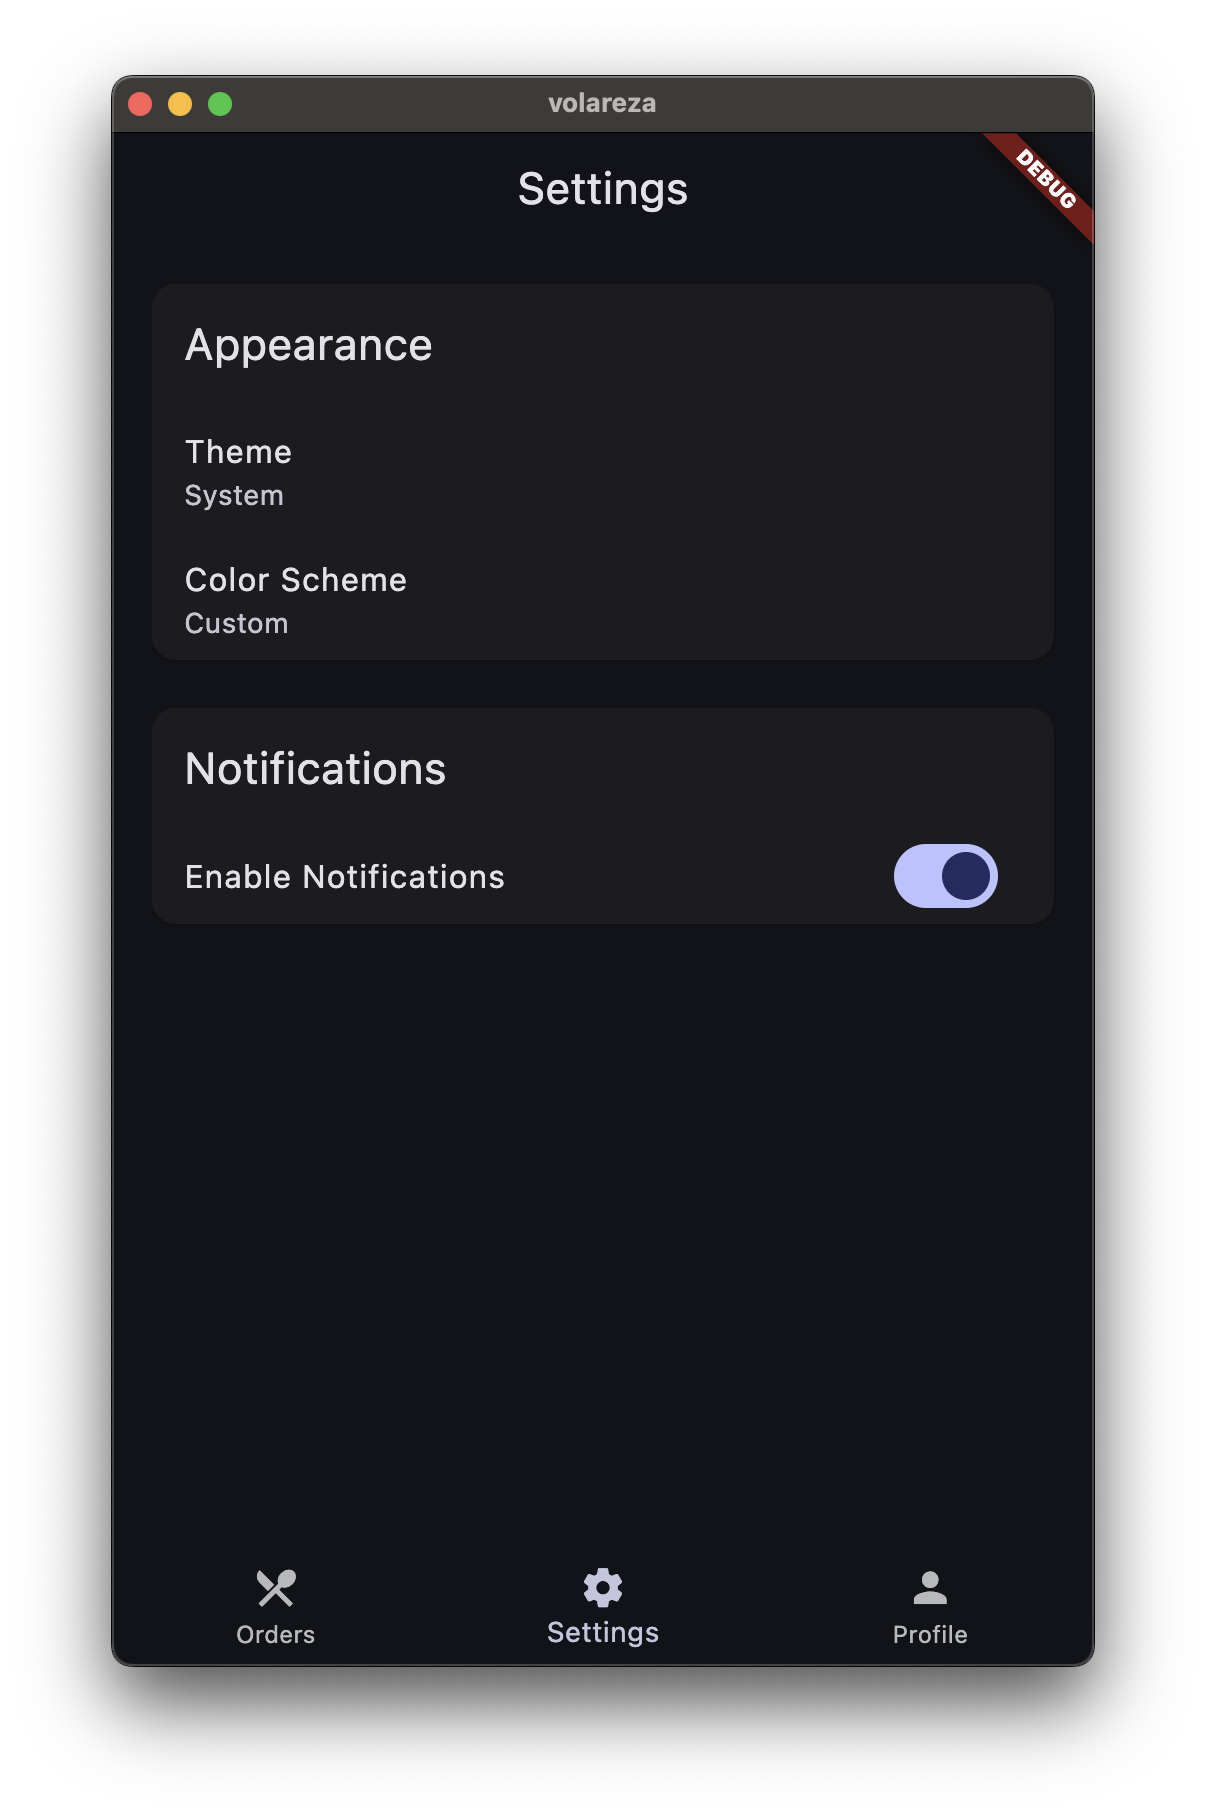 volareza
DEBUG
Settings
Appearance
Theme
System
Color Scheme
Custom
Notifications
Enable Notifications
Orders
Settings
Profile